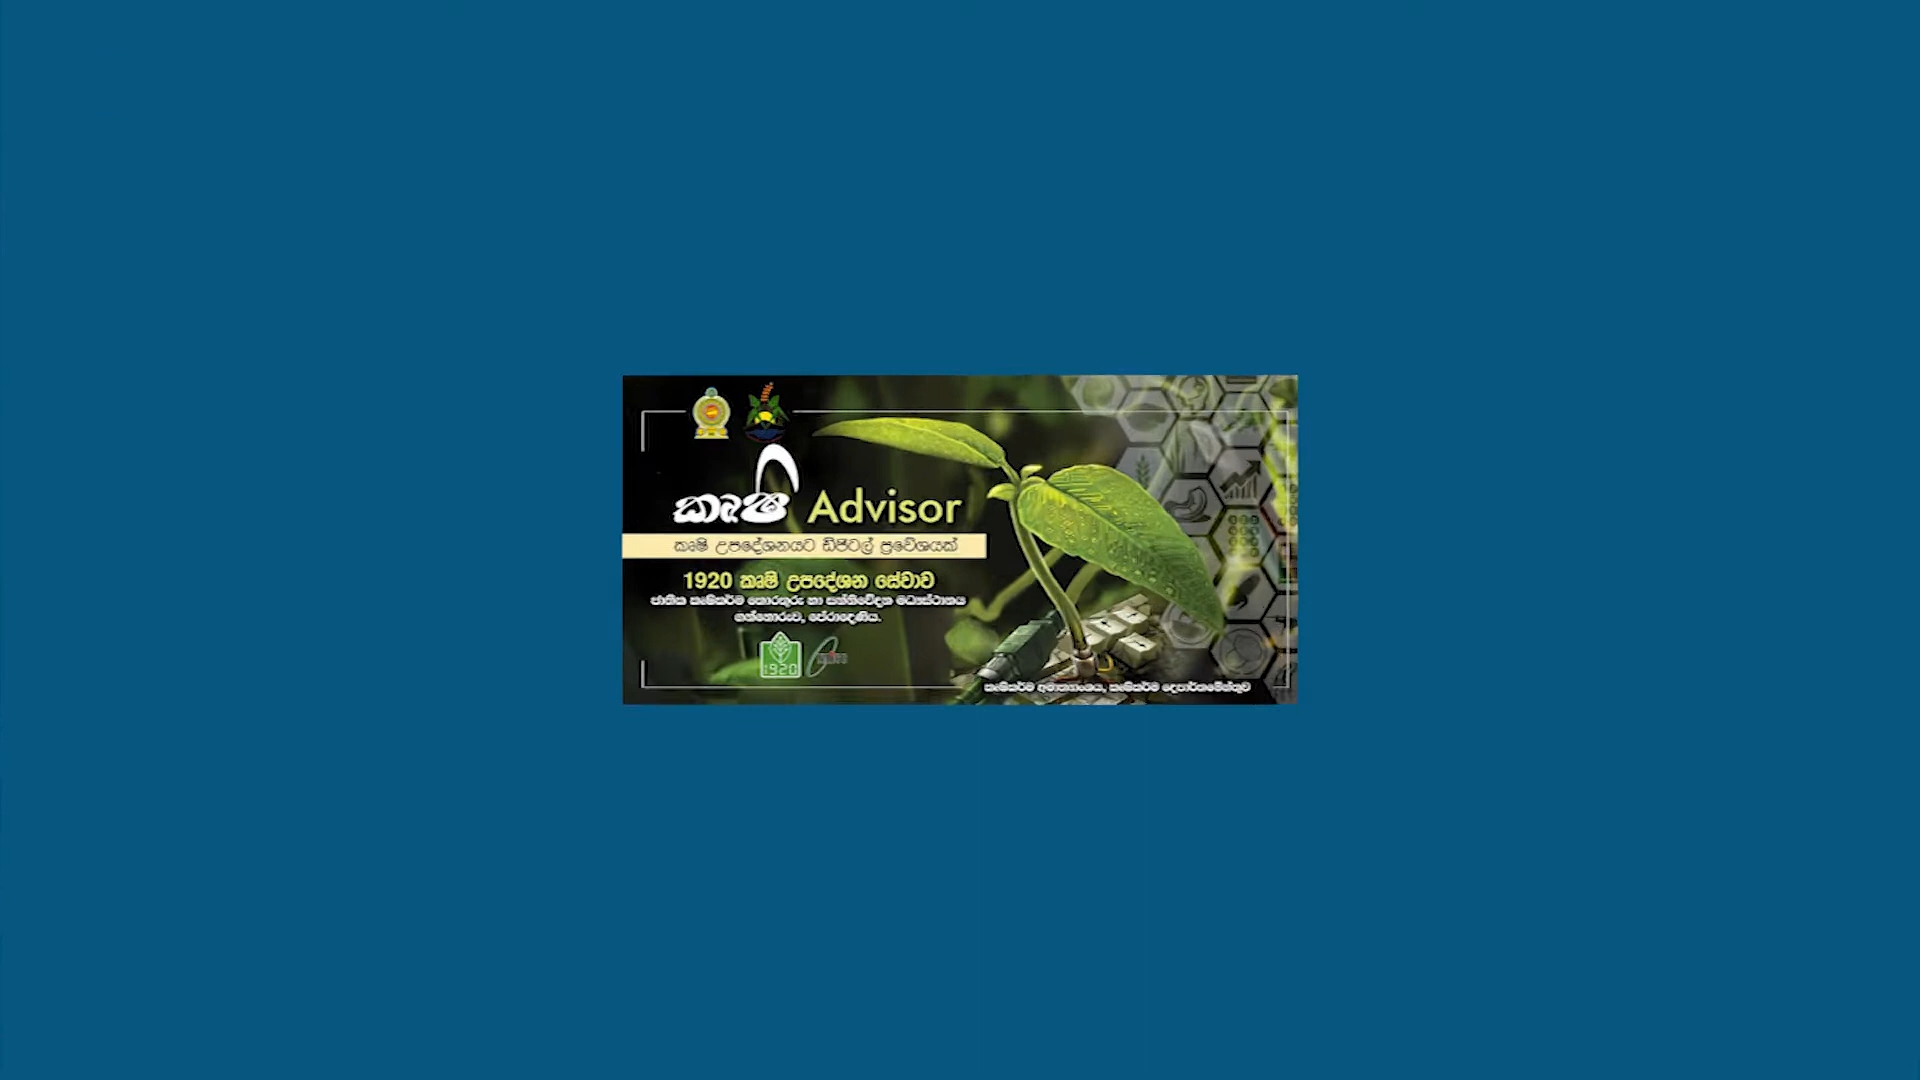 කෘෂි Advisor
කෘෂි උපදේශනයට ඩිජිටල් ප්‍රවේශයක්
1920 කෘෂි උපදේශන සේවාව
ජාතික කෘෂිකර්ම තොරතුරු හා සන්නිවේදන මධ්‍යස්ථානය
ගන්නොරුව, පේරාදෙණිය.
1920
කෘෂිකර්ම අමාත්‍යාංශය, කෘෂිකර්ම දෙපාර්තමේන්තුව